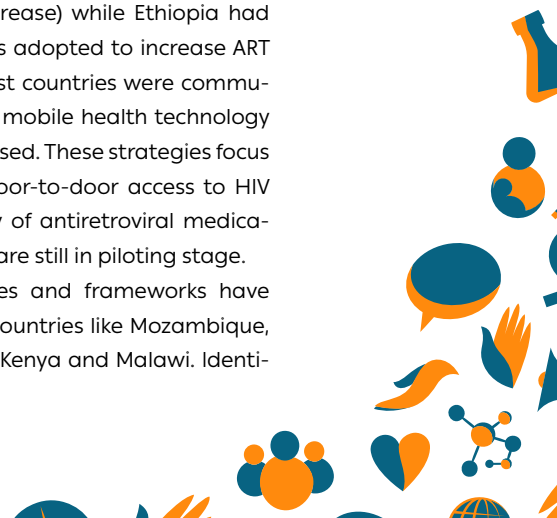 rease) while Ethiopia had
s adopted to increase ART
st countries were commu-
mobile health technology
sed. These strategies focus
oor-to-door access to HIV
of antiretroviral medica-
are still in piloting stage.
es and frameworks have
ountries like Mozambique,
Kenya and Malawi. Identi-